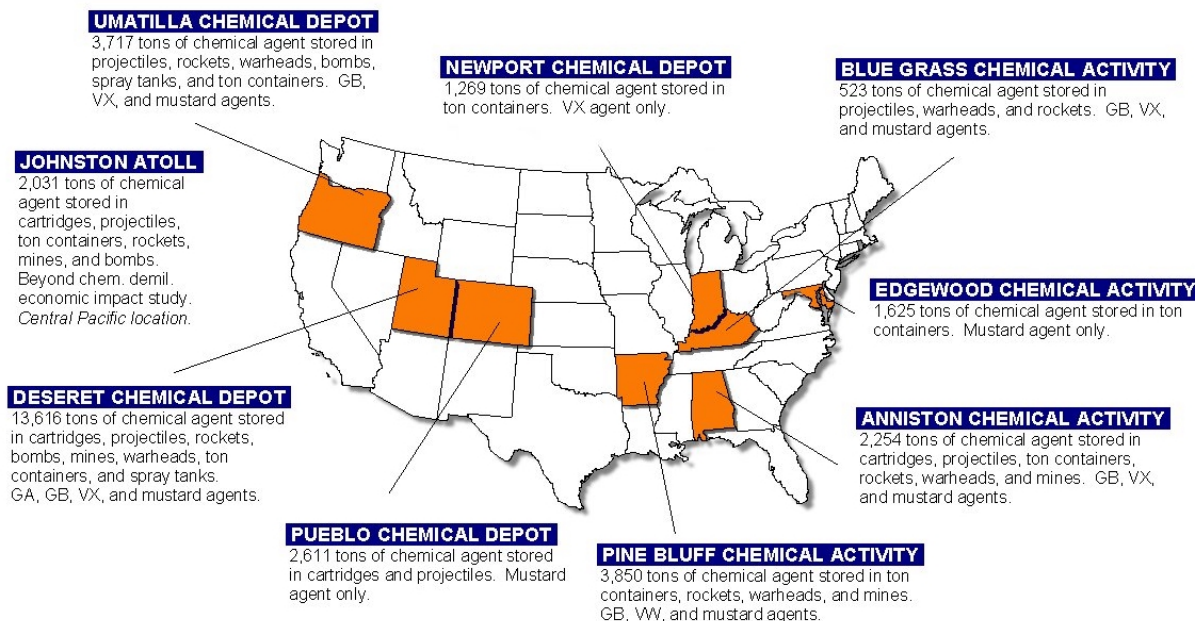 UMATILLA CHEMICAL DEPOT
3,717 tons of chemical agent stored in
projectiles, rockets, warheads, bombs,
spray tanks, and ton containers. GB,
VX, and mustard agents.
NEWPORT CHEMICAL DEPOT
1,269 tons of chemical agent stored in
ton containers. VX agent only.
BLUE GRASS CHEMICAL ACTIVITY
523 tons of chemical agent stored in
projectiles, warheads, and rockets. GB, VX,
and mustard agents.
JOHNSTON ATOLL
2,031 tons of chemical
agent stored in
cartridges, projectiles,
ton containers, rockets,
mines, and bombs.
Beyond chem. demil.
economic impact study.
Central Pacific location.
EDGEWOOD CHEMICAL ACTIVITY
1,625 tons of chemical agent stored in ton
containers. Mustard agent only.
DESERET CHEMICAL DEPOT
13,616 tons of chemical agent stored
in cartridges, projectiles, rockets,
bombs, mines, warheads, ton
containers, and spray tanks.
GA, GB, VX, and mustard agents.
ANNISTON CHEMICAL ACTIVITY
2,254 tons of chemical agent stored in
cartridges, projectiles, ton containers,
rockets, warheads, and mines. GB, VX,
and mustard agents.
PUEBLO CHEMICAL DEPOT
2,611 tons of chemical agent stored
in cartridges and projectiles. Mustard
agent only.
PINE BLUFF CHEMICAL ACTIVITY
3,850 tons of chemical agent stored in ton
containers, rockets, warheads, and mines.
GB, VW, and mustard agents.